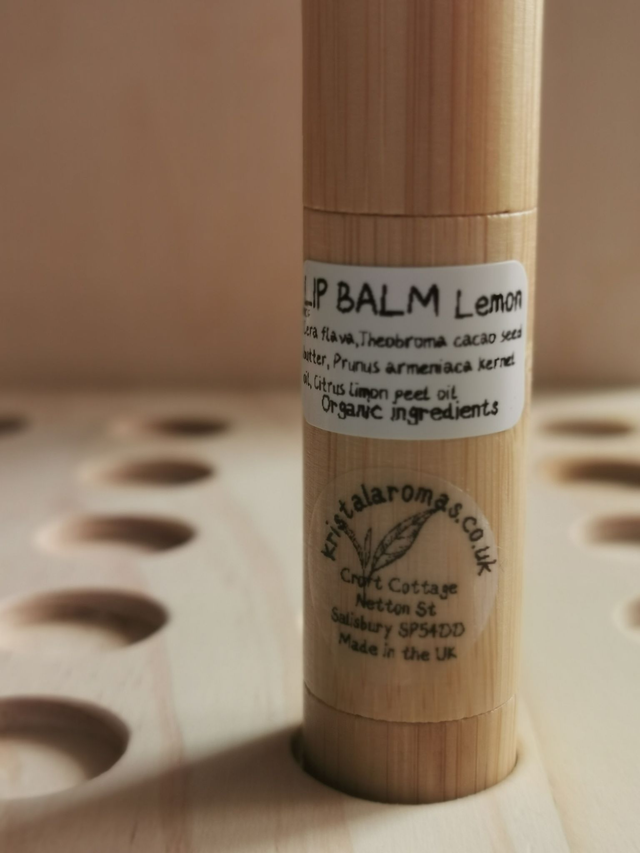 LIP BALM Lemon
Cera flava, Theobroma cacao seed
butter, Prunus armeniaca kernel
oil, Citrus limon peel oil
Organic ingredients
kristalaromas.co.uk
Croft Cottage
Netton St
Salisbury SP54DD
Made in the UK